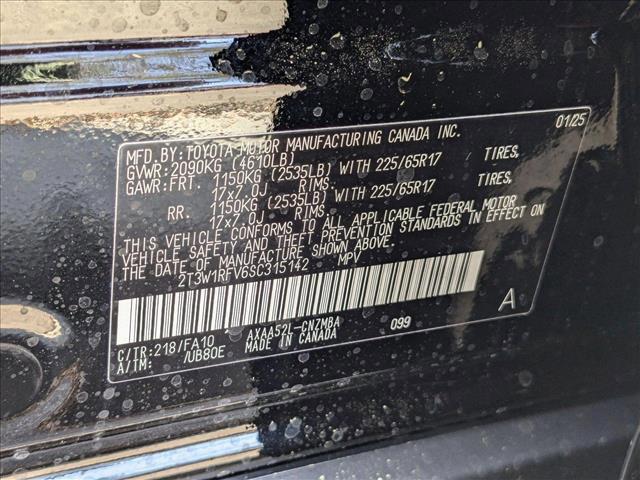 MFD.BY:TOYOTA MOTOR MANUFACTURING CANADA INC. 01/25
GVWR:2090KG (4610LB)
GAWR:FRT. 1150KG (2535LB) WITH 225/65R17 TIRES,
17x7.0J RIMS.
RR. 1150KG (2535LB) WITH 225/65R17 TIRES,
17x7.0J RIMS.
THIS VEHICLE CONFORMS TO ALL APPLICABLE FEDERAL MOTOR
VEHICLE SAFETY AND THEFT PREVENTION STANDARDS IN EFFECT ON
THE DATE OF MANUFACTURE SHOWN ABOVE.
2T3W1RFV6SC315142 MPV
A
C/TR:218/FA10 AXAA52L-CNZMBA 099
A/TM: /UB80E MADE IN CANADA